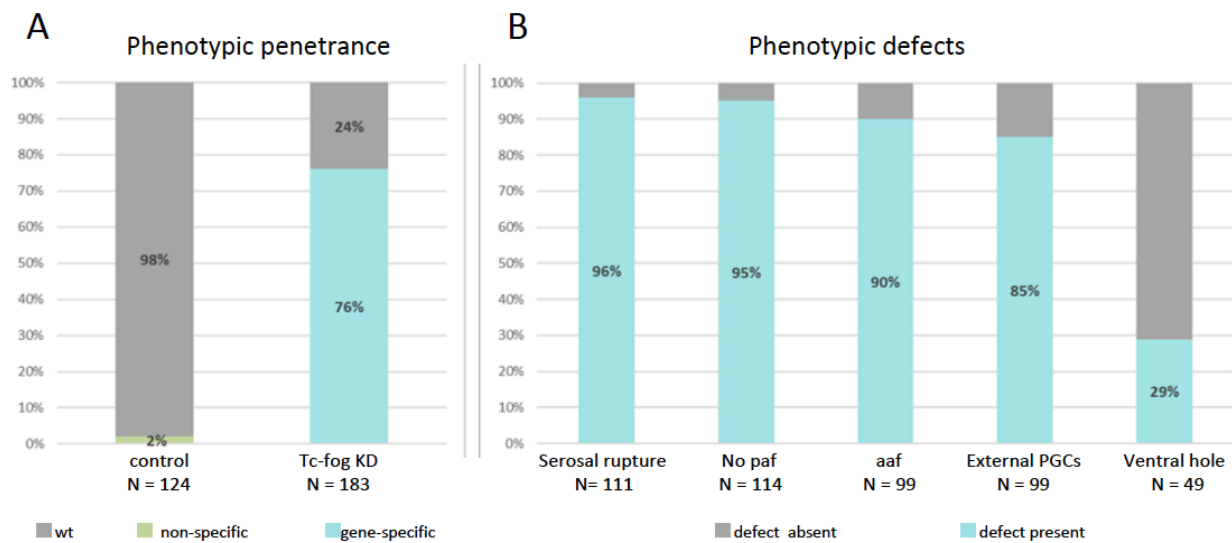 A
Phenotypic penetrance
100%
90%
80%
70%
60%
50%
40%
30%
20%
10%
0%
98%
2%
24%
76%
control
N = 124
Tc-fog KD
N = 183
wt
non-specific
gene-specific
B
Phenotypic defects
100%
90%
80%
70%
60%
50%
40%
30%
20%
10%
0%
96%
95%
90%
85%
29%
Serosal rupture
N= 111
No paf
N = 114
aaf
N = 99
External PGCs
N = 99
Ventral hole
N = 49
defect absent
defect present